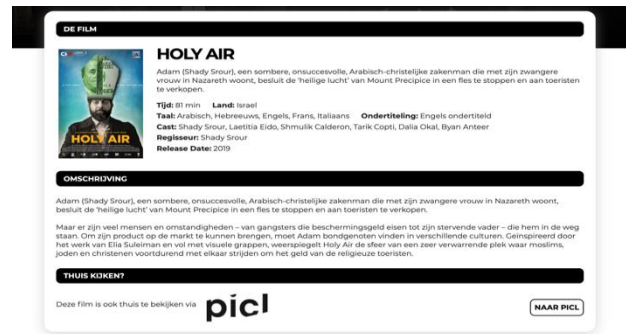 DE FILM
HOLY AIR
Adam (Shady Srour), een sombere, onsuccesvolle, Arabisch-christelijke zakenman die met zijn zwangere
vrouw in Nazareth woont, besluit de 'heilige lucht' van Mount Precipice in een fles te stoppen en aan toeristen
te verkopen.
Tijd: 81 min Land: Israel
Taal: Arabisch, Hebreeuws, Engels, Frans, Italiaans Ondertiteling: Engels ondertiteld
Cast: Shady Srour, Laetitia Eido, Shmulik Calderon, Tarik Copti, Dalia Okal, Byan Anteer
Regisseur: Shady Srour
Release Date: 2019
HOLY AIR
OMSCHRIJVING
Adam (Shady Srour), een sombere, onsuccesvolle, Arabisch-christelijke zakenman die met zijn zwangere vrouw in Nazareth woont,
besluit de 'heilige lucht' van Mount Precipice in een fles te stoppen en aan toeristen te verkopen.
Maar er zijn veel mensen en omstandigheden – van gangsters die beschermingsgeld eisen tot zijn stervende vader – die hem in de weg
staan. Om zijn product op de markt te kunnen brengen, moet Adam bondgenoten vinden in verschillende culturen. Geïnspireerd door
het werk van Elia Suleiman en vol met visuele grappen, weerspiegelt Holy Air de sfeer van een zeer verwarrende plek waar moslims,
joden en christenen voortdurend met elkaar strijden om het geld van de religieuze toeristen.
THUIS KIJKEN?
Deze film is ook thuis te bekijken via picl
NAAR PICL